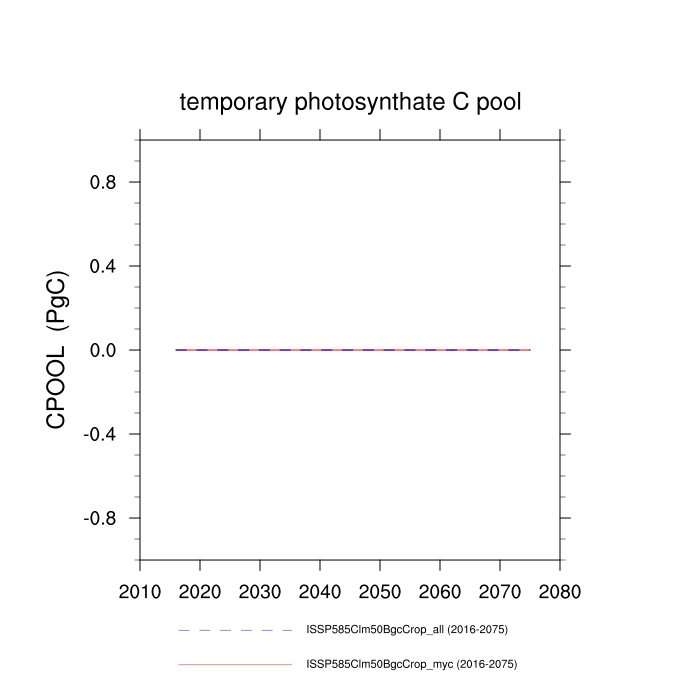 temporary photosynthate C pool
CPOOL (PgC)
0.8
0.4
0.0
-0.4
-0.8
2010 2020 2030 2040 2050 2060 2070 2080
ISSP585Clm50BgcCrop_all (2016-2075)
ISSP585Clm50BgcCrop_myc (2016-2075)